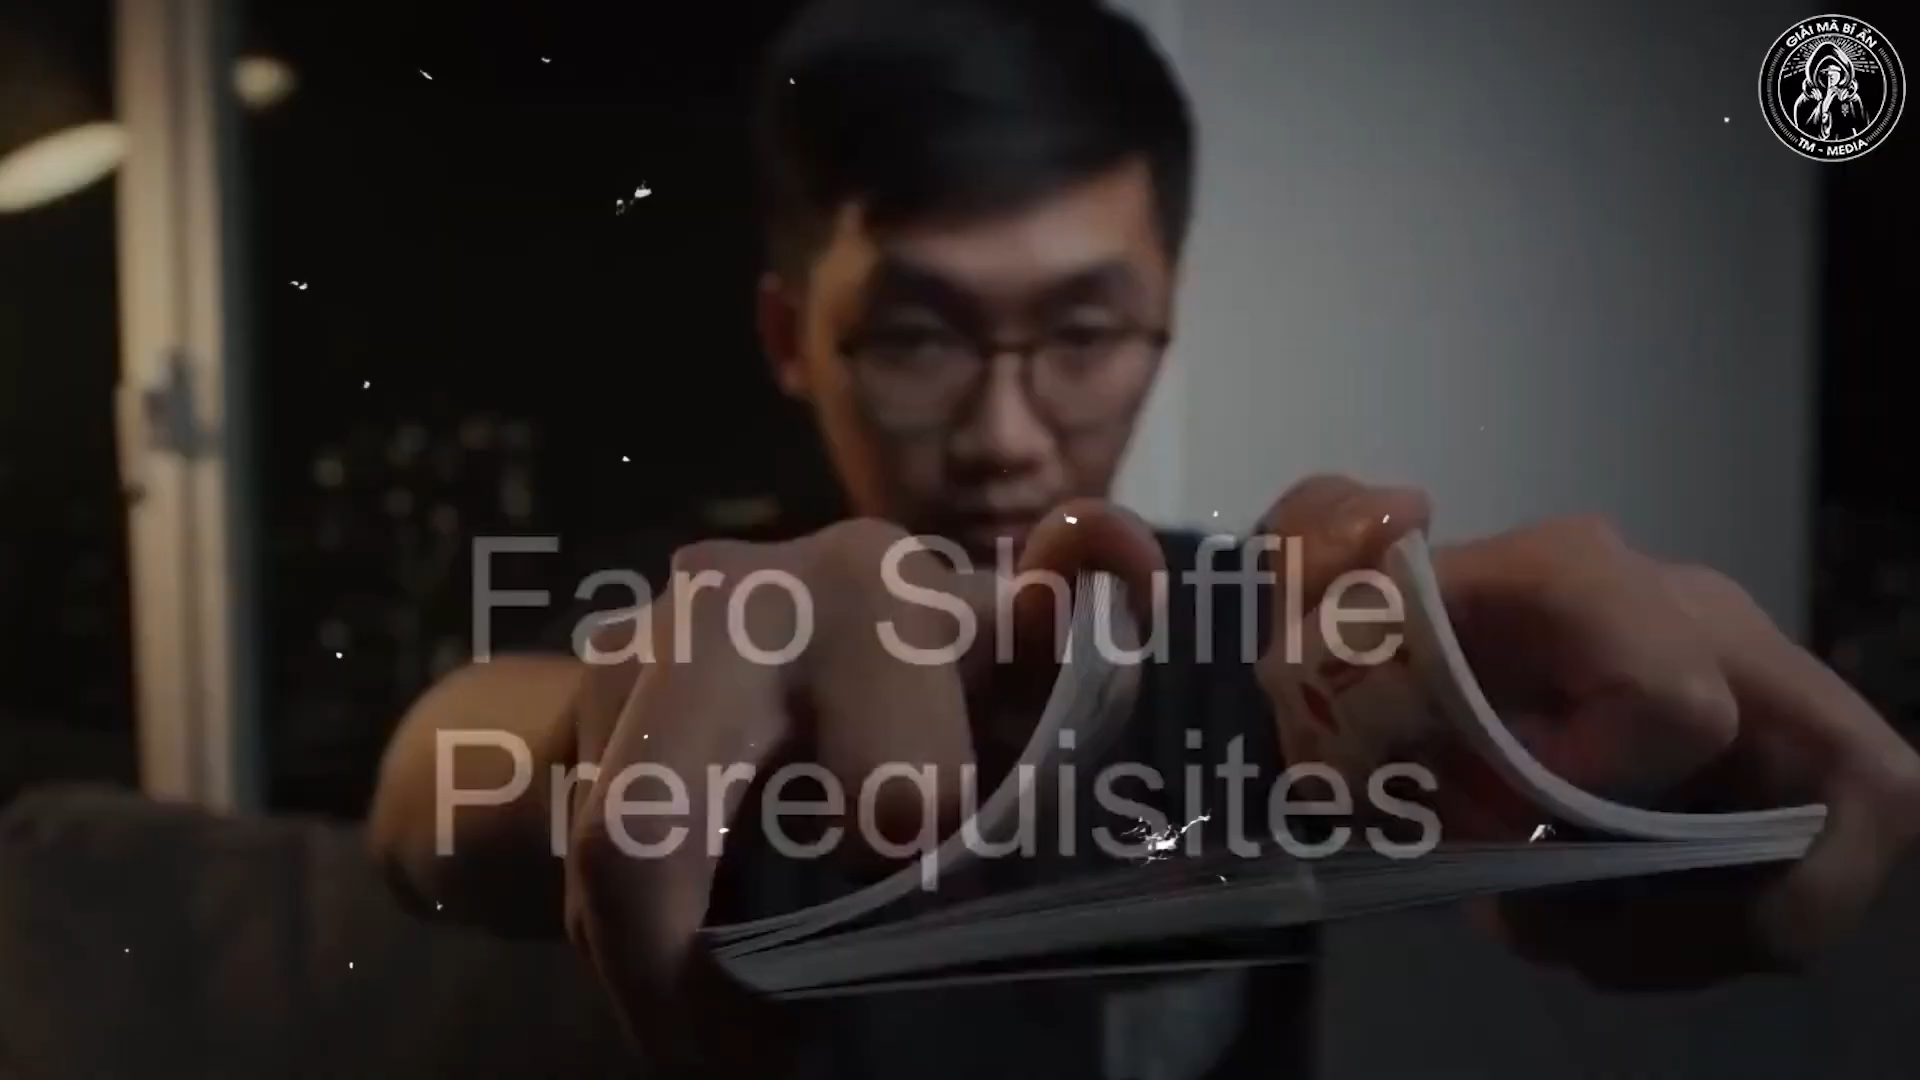 GIẢI MÃ BÍ ẨN
TM - MEDIA
Faro Shuffle
Prerequisites